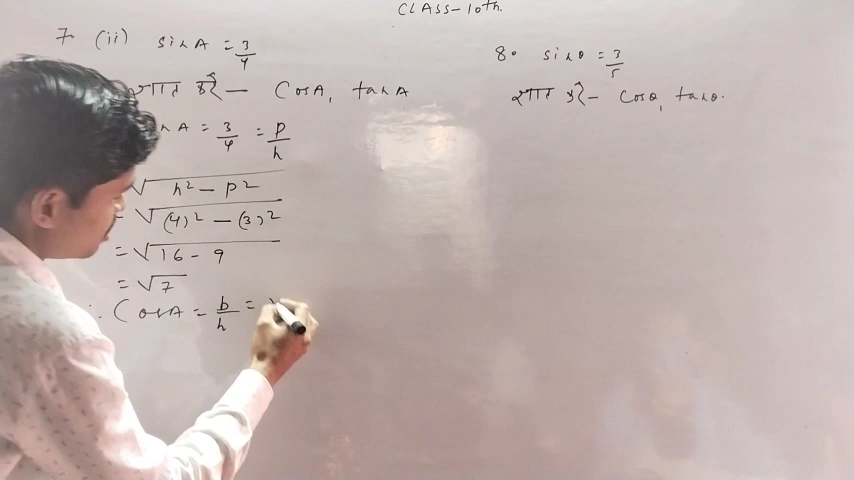 CLASS-10th.
7 (ii) sinA = 3/4
ज्ञात करें— CosA, tanA
A = 3/4 = p/h
√h² - p²
= √(4)² - (3)²
= √16 - 9
= √7
∴ CosA = b/h =
8. sinθ = 3/5
ज्ञात करें- cosθ, tanθ.